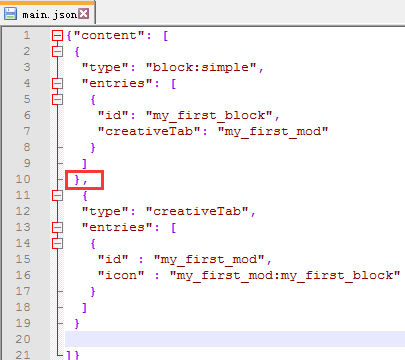 main.json
1 {"content": [
2 {
3 "type": "block:simple",
4 "entries": [
5 {
6 "id": "my_first_block",
7 "creativeTab": "my_first_mod"
8 }
9 ]
10 },
11 {
12 "type": "creativeTab",
13 "entries": [
14 {
15 "id" : "my_first_mod",
16 "icon" : "my_first_mod:my_first_block"
17 }
18 ]
19 }
20
21 ]}